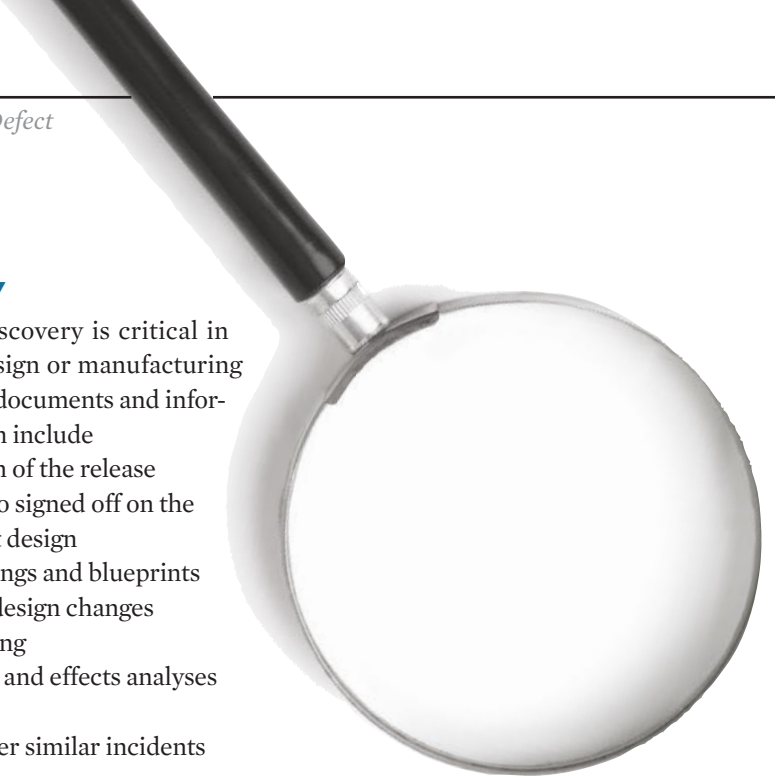 efect
scovery is critical in
sign or manufacturing
documents and infor-
n include
n of the release
o signed off on the
t design
ngs and blueprints
design changes
ng
and effects analyses
er similar incidents